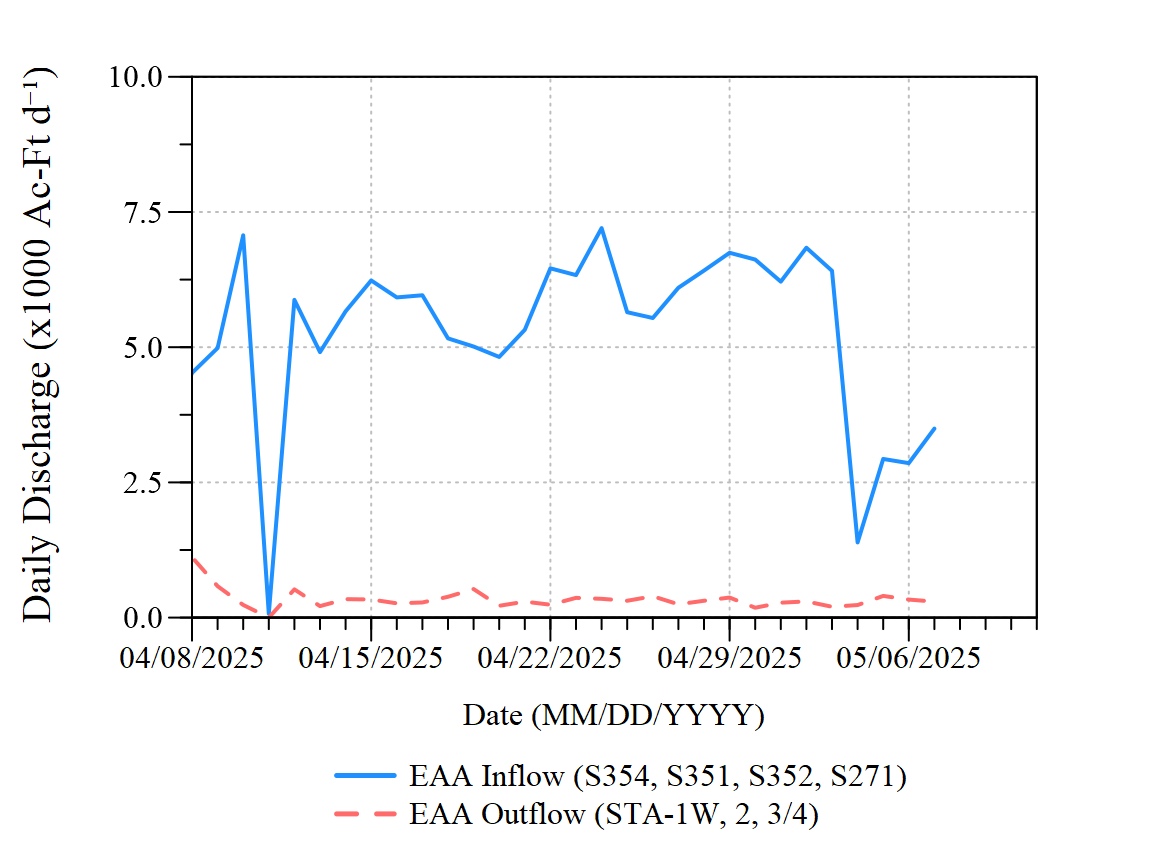 Daily Discharge (x1000 Ac-Ft d⁻¹)
10.0
7.5
5.0
2.5
0.0
04/08/2025 04/15/2025 04/22/2025 04/29/2025 05/06/2025
Date (MM/DD/YYYY)
EAA Inflow (S354, S351, S352, S271)
EAA Outflow (STA-1W, 2, 3/4)